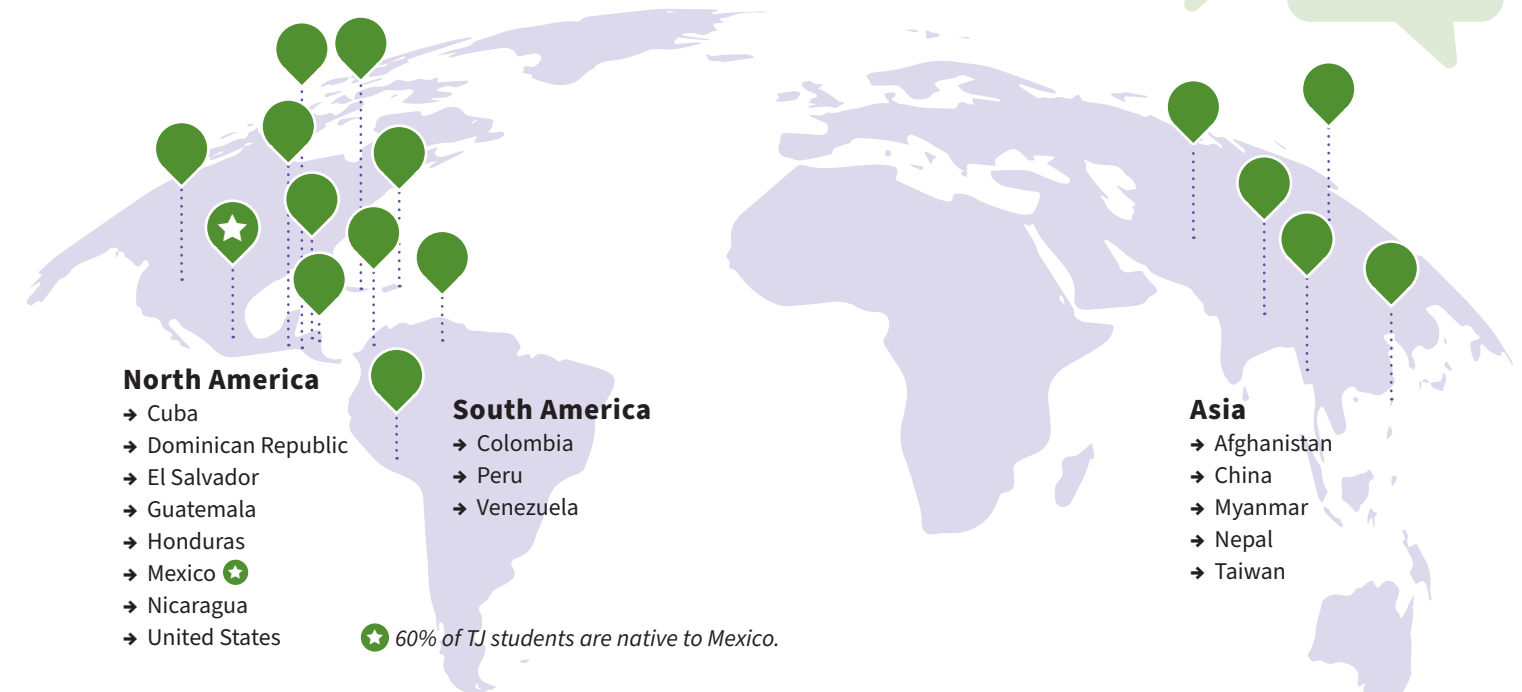 North America
→ Cuba
→ Dominican Republic
→ El Salvador
→ Guatemala
→ Honduras
→ Mexico
→ Nicaragua
→ United States
South America
→ Colombia
→ Peru
→ Venezuela
Asia
→ Afghanistan
→ China
→ Myanmar
→ Nepal
→ Taiwan
60% of TJ students are native to Mexico.